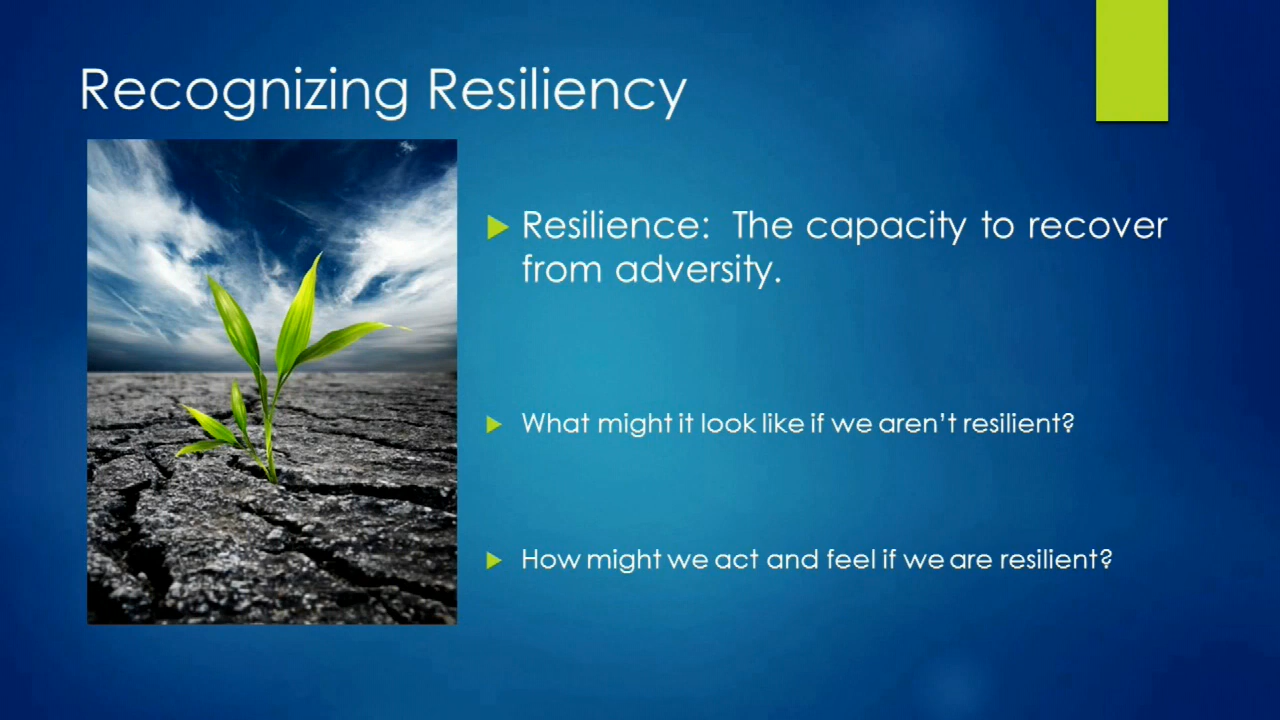 Recognizing Resiliency
Resilience: The capacity to recover
from adversity.
What might it look like if we aren't resilient?
How might we act and feel if we are resilient?